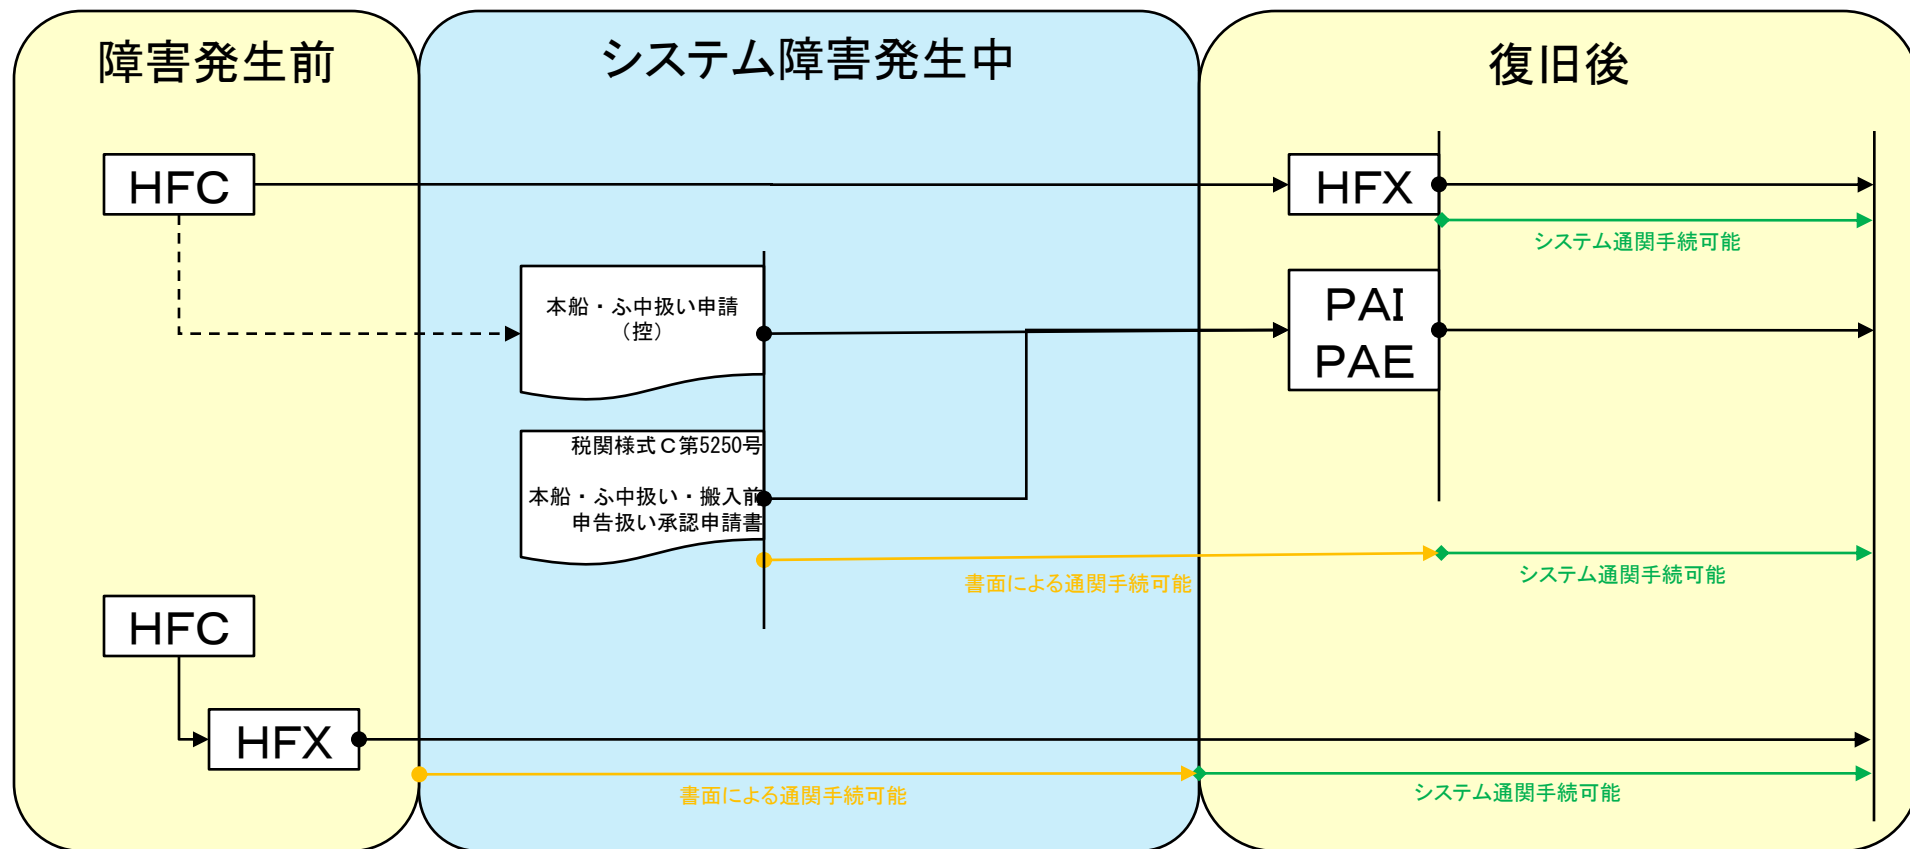 障害発生前
システム障害発生中
復旧後
ＨＦＣ
ＨＦＸ
システム通関手続可能
本船・ふ中扱い申請
（控）
ＰＡＩ
ＰＡＥ
税関様式Ｃ第5250号
本船・ふ中扱い・搬入前
申告扱い承認申請書
書面による通関手続可能
システム通関手続可能
ＨＦＣ
ＨＦＸ
書面による通関手続可能
システム通関手続可能